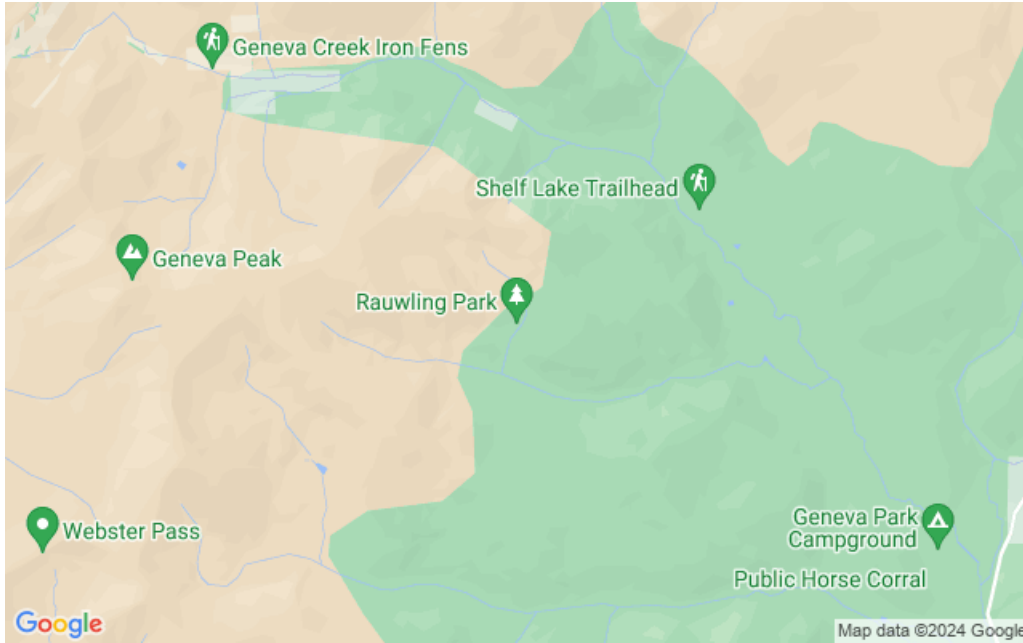 Geneva Creek Iron Fens
Shelf Lake Trailhead
Geneva Peak
Rauwling Park
Geneva Park
Campground
Webster Pass
Public Horse Corral
Google
Map data ©2024 Google